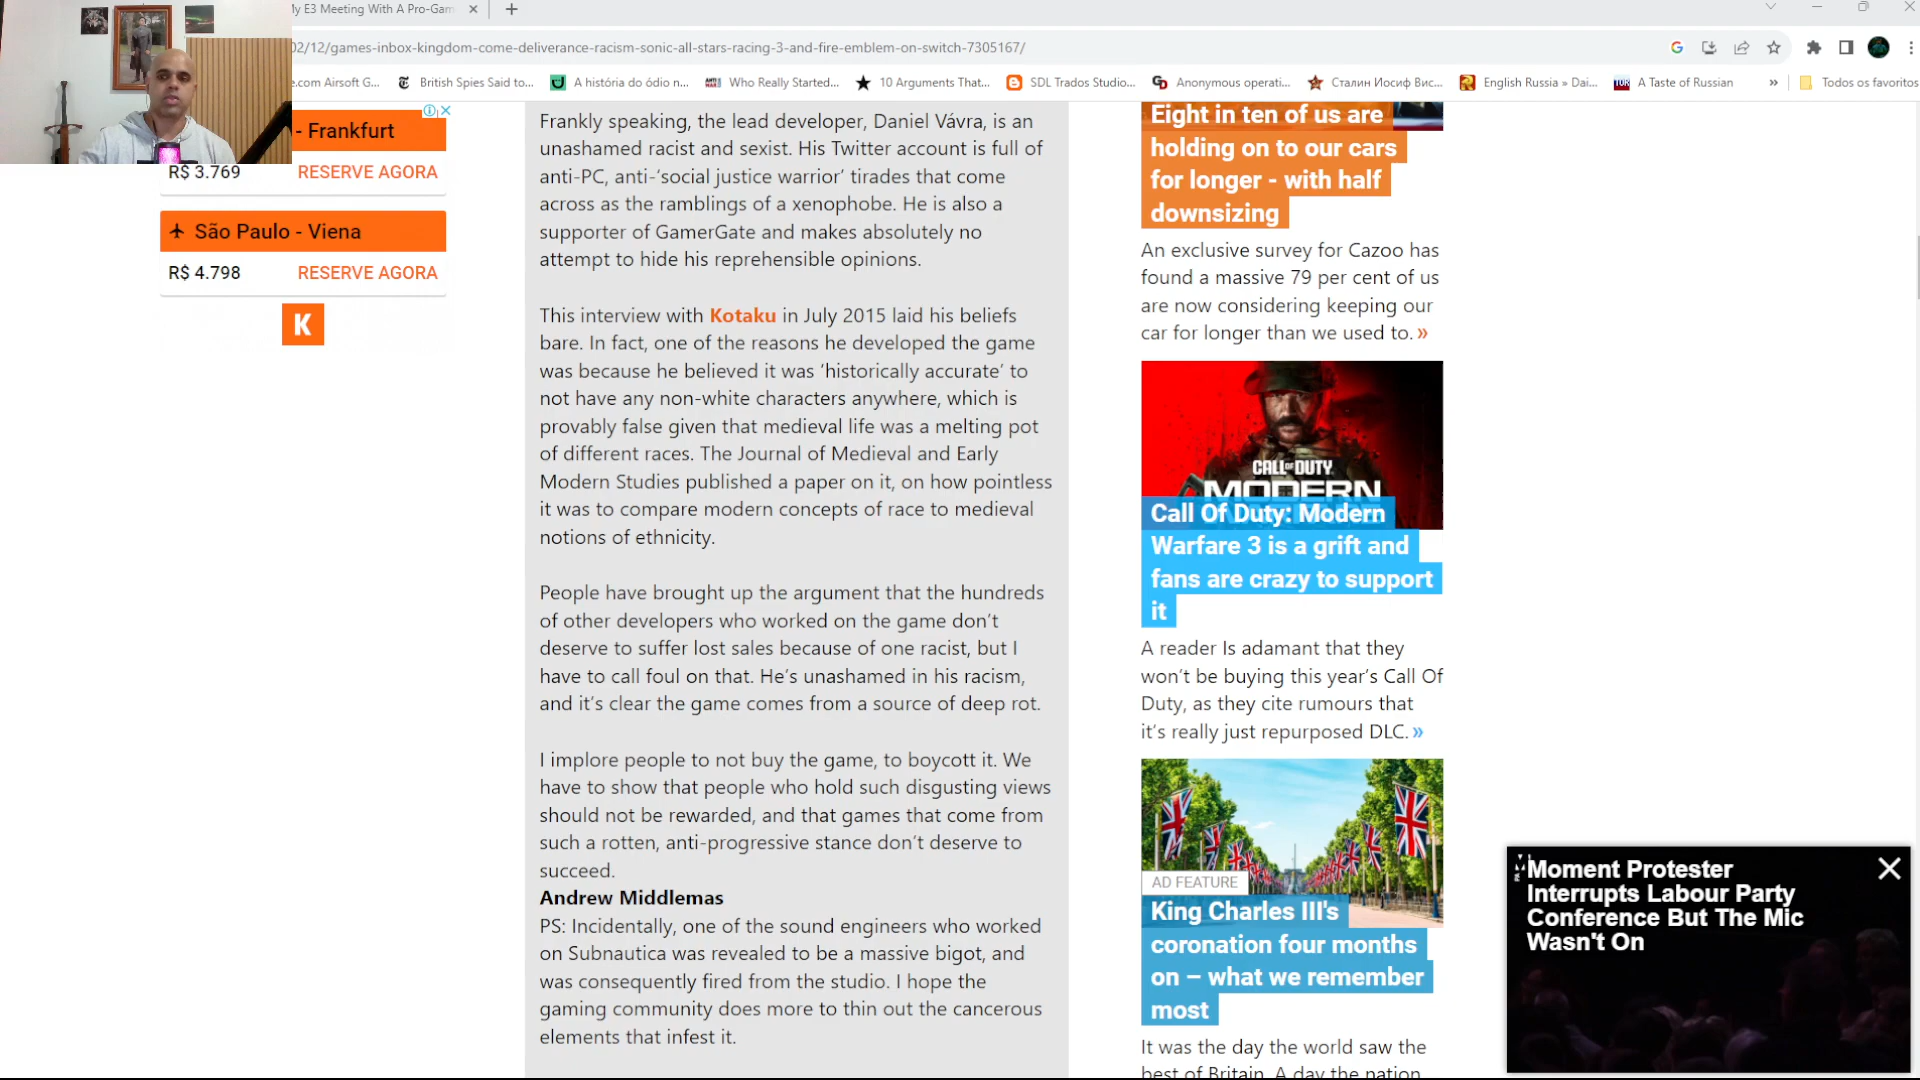 My E3 Meeting With A Pro-Gam
02/12/games-inbox-kingdom-come-deliverance-racism-sonic-all-stars-racing-3-and-fire-emblem-on-switch-7305167/
e.com Airsoft G...
British Spies Said to...
A história do ódio n...
Who Really Started...
10 Arguments That...
SDL Trados Studio...
Anonymous operati...
Сталин Иосиф Вис...
English Russia » Dai...
A Taste of Russian
»
Todos os favoritos
- Frankfurt
R$ 3.769 RESERVE AGORA
São Paulo - Viena
R$ 4.798 RESERVE AGORA
K
Frankly speaking, the lead developer, Daniel Vávra, is an
unashamed racist and sexist. His Twitter account is full of
anti-PC, anti-‘social justice warrior’ tirades that come
across as the ramblings of a xenophobe. He is also a
supporter of GamerGate and makes absolutely no
attempt to hide his reprehensible opinions.
This interview with Kotaku in July 2015 laid his beliefs
bare. In fact, one of the reasons he developed the game
was because he believed it was ‘historically accurate’ to
not have any non-white characters anywhere, which is
provably false given that medieval life was a melting pot
of different races. The Journal of Medieval and Early
Modern Studies published a paper on it, on how pointless
it was to compare modern concepts of race to medieval
notions of ethnicity.
People have brought up the argument that the hundreds
of other developers who worked on the game don’t
deserve to suffer lost sales because of one racist, but I
have to call foul on that. He’s unashamed in his racism,
and it’s clear the game comes from a source of deep rot.
I implore people to not buy the game, to boycott it. We
have to show that people who hold such disgusting views
should not be rewarded, and that games that come from
such a rotten, anti-progressive stance don’t deserve to
succeed.
Andrew Middlemas
PS: Incidentally, one of the sound engineers who worked
on Subnautica was revealed to be a massive bigot, and
was consequently fired from the studio. I hope the
gaming community does more to thin out the cancerous
elements that infest it.
Eight in ten of us are
holding on to our cars
for longer - with half
downsizing
An exclusive survey for Cazoo has
found a massive 79 per cent of us
are now considering keeping our
car for longer than we used to. »
CALL OF DUTY
MODERN
Call Of Duty: Modern
Warfare 3 is a grift and
fans are crazy to support
it
A reader Is adamant that they
won’t be buying this year’s Call Of
Duty, as they cite rumours that
it’s really just repurposed DLC. »
AD FEATURE
King Charles III's
coronation four months
on – what we remember
most
It was the day the world saw the
best of Britain. A day the nation
Moment Protester
Interrupts Labour Party
Conference But The Mic
Wasn't On